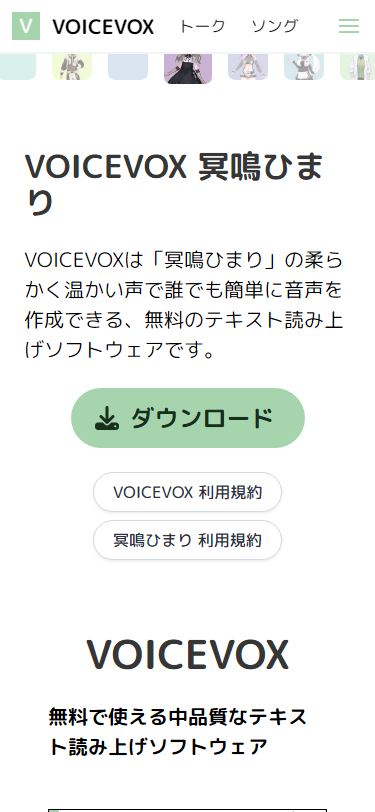 V VOICEVOX トーク ソング
VOICEVOX 冥鳴ひま
り
VOICEVOXは「冥鳴ひまり」の柔ら
かく温かい声で誰でも簡単に音声を
作成できる、無料のテキスト読み上
げソフトウェアです。
ダウンロード
VOICEVOX 利用規約
冥鳴ひまり 利用規約
VOICEVOX
無料で使える中品質なテキス
ト読み上げソフトウェア